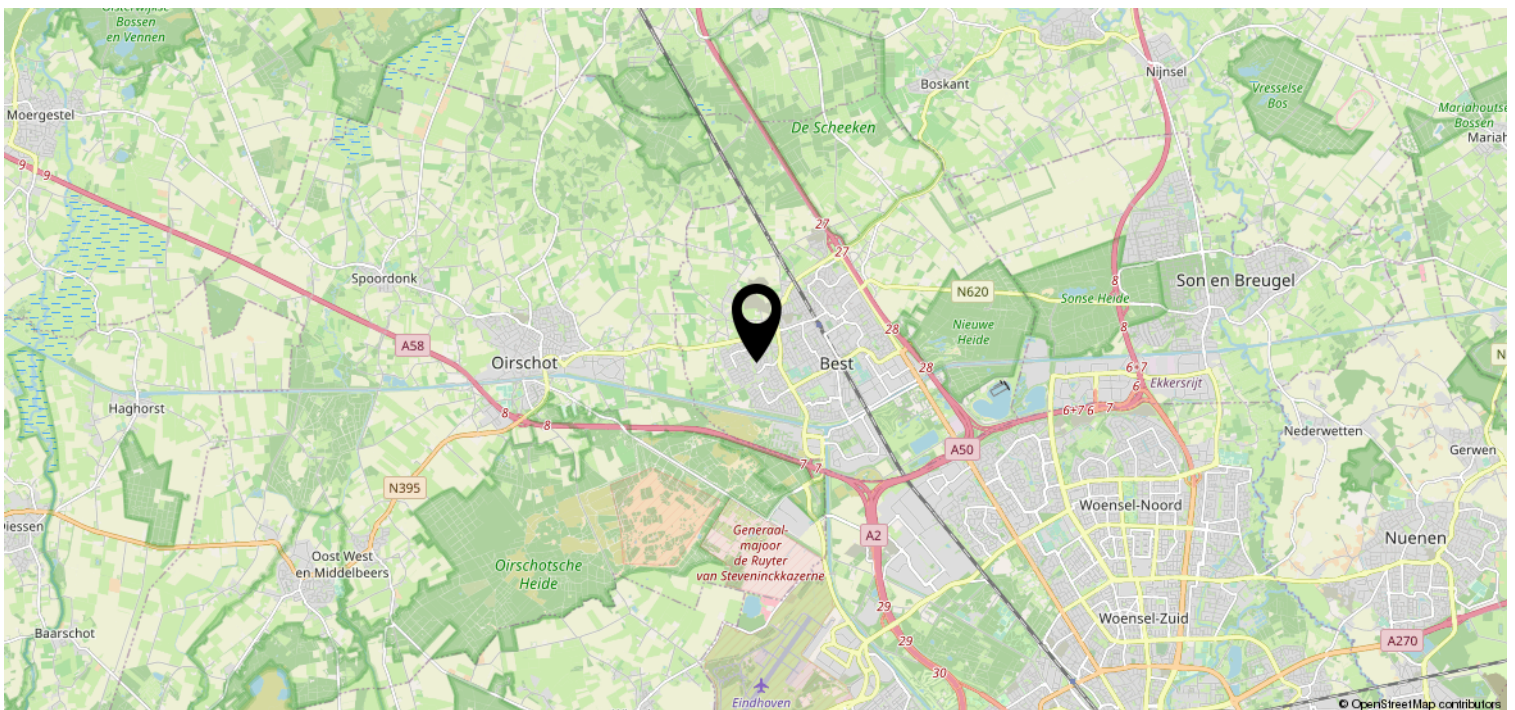 Oisterwijkse
Bossen
en Vennen
Moergestel
9
9
Boskant
Nijnsel
Vresselse
Bos
Mariahoutse
Bossen
Mariah
De Scheeken
27
27
Spoordonk
N620
Sonse Heide
8
Son en Breugel
Nieuwe
Heide
28
8
A58
Oirschot
Best
28
6+7
6
Ekkersrijt
N
Haghorst
8
8
6+7
6
7
Nederwetten
Gerwen
A50
7
7
N395
Woensel-Noord
Diessen
Generaal-
majoor
de Ruyter
van Steveninckkazerne
A2
Nuenen
Oost West
en Middelbeers
Oirschotsche
Heide
29
Woensel-Zuid
Baarschot
29
A270
30
Eindhoven
© OpenStreetMap contributors